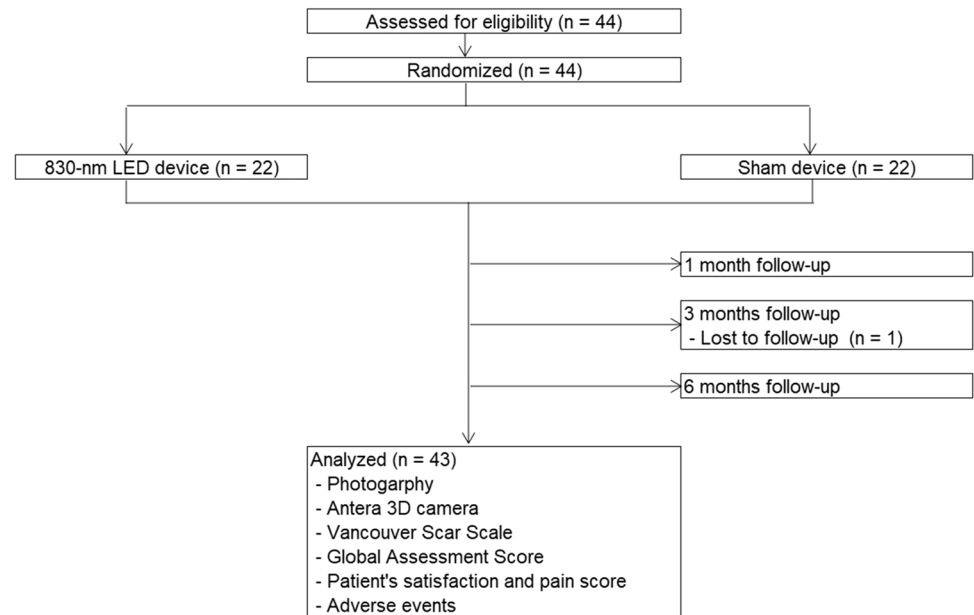 Assessed for eligibility (n = 44)
Randomized (n = 44)
830-nm LED device (n = 22)
Sham device (n = 22)
1 month follow-up
3 months follow-up
- Lost to follow-up (n = 1)
6 months follow-up
Analyzed (n = 43)
- Photogarphy
- Antera 3D camera
- Vancouver Scar Scale
- Global Assessment Score
- Patient's satisfaction and pain score
- Adverse events